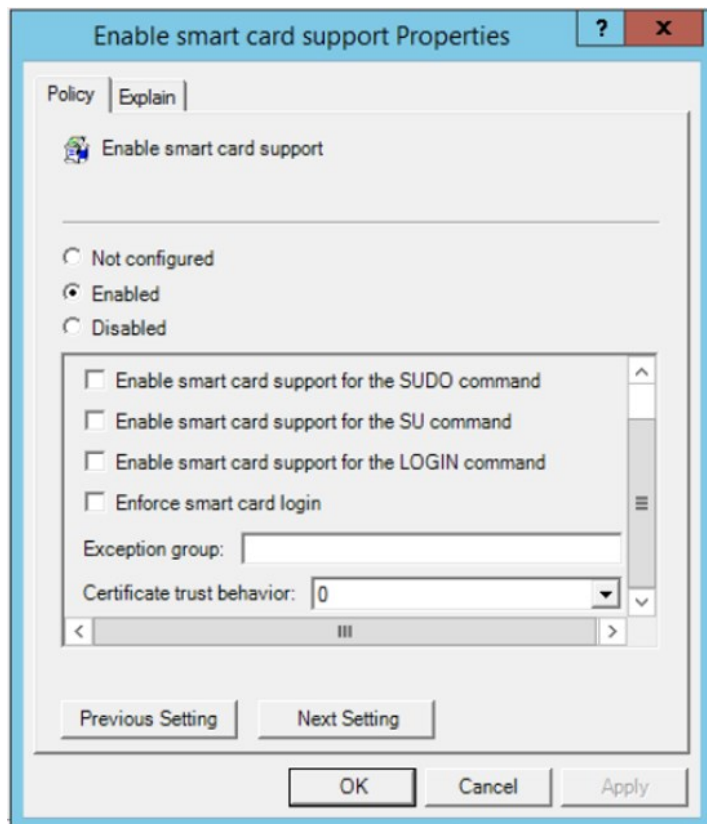 Enable smart card support Properties
?
x
Policy
Explain
Enable smart card support
Not configured
Enabled
Disabled
Enable smart card support for the SUDO command
Enable smart card support for the SU command
Enable smart card support for the LOGIN command
Enforce smart card login
Exception group:
Certificate trust behavior: 0
Previous Setting
Next Setting
OK
Cancel
Apply